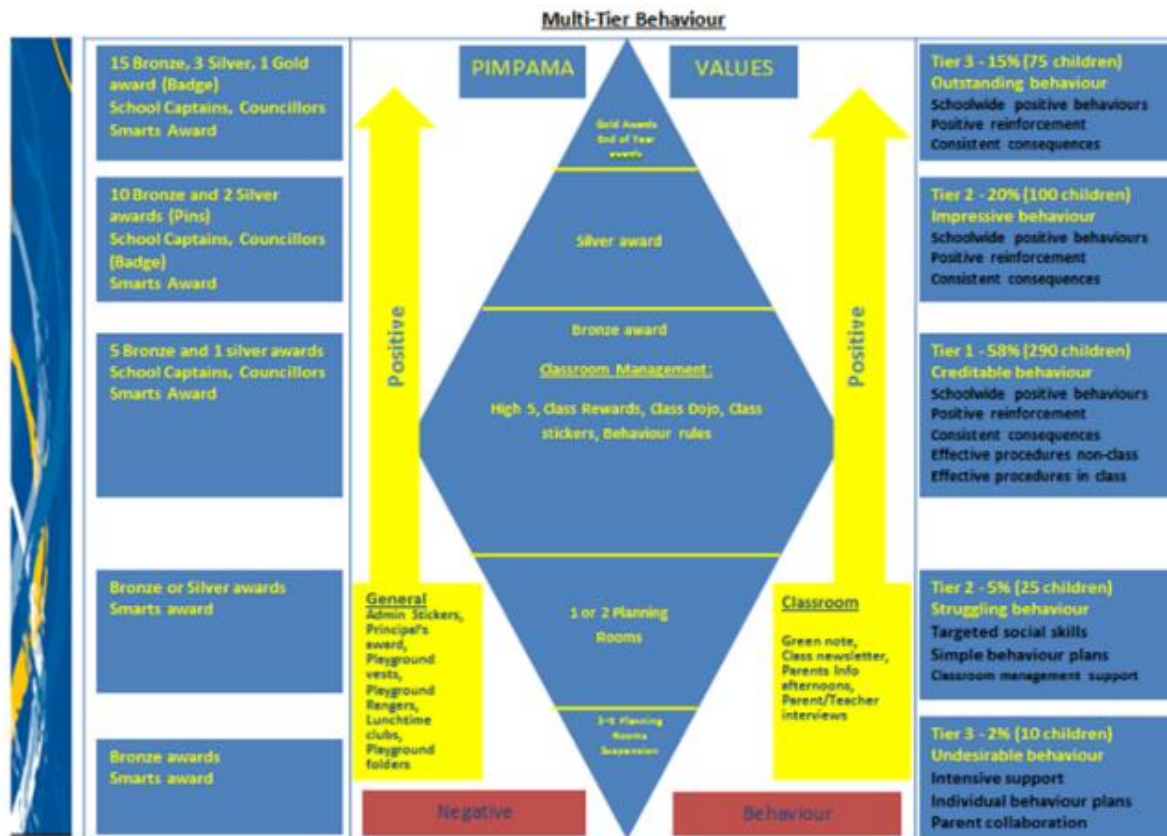 Multi-Tier Behaviour
15 Bronze, 3 Silver, 1 Gold
award (Badge)
School Captains, Councillors
Smarts Award
10 Bronze and 2 Silver
awards (Pins)
School Captains, Councillors
(Badge)
Smarts Award
5 Bronze and 1 silver awards
School Captains, Councillors
Smarts Award
Bronze or Silver awards
Smarts award
Bronze awards
Smarts award
Positive
General
Admin Stickers,
Principal's
award,
Playground
vests,
Playground
Rangers,
Lunchtime
clubs,
Playground
folders
PIMPAMA
VALUES
Gold Awards
End of Year
awards
Silver award
Bronze award
Classroom Management:
High 5, Class Rewards, Class Dojo, Class
stickers, Behaviour rules
1 or 2 Planning
Rooms
Planning
Rooms
Suspension
Negative
Behaviour
Positive
Classroom
Green note,
Class newsletter,
Parents Info
afternoons,
Parent/Teacher
interviews
Tier 3 - 15% (75 children)
Outstanding behaviour
Schoolwide positive behaviours
Positive reinforcement
Consistent consequences
Tier 2 - 20% (100 children)
Impressive behaviour
Schoolwide positive behaviours
Positive reinforcement
Consistent consequences
Tier 1 - 58% (290 children)
Creditable behaviour
Schoolwide positive behaviours
Positive reinforcement
Consistent consequences
Effective procedures non-class
Effective procedures in class
Tier 2 - 5% (25 children)
Struggling behaviour
Targeted social skills
Simple behaviour plans
Classroom management support
Tier 3 - 2% (10 children)
Undesirable behaviour
Intensive support
Individual behaviour plans
Parent collaboration